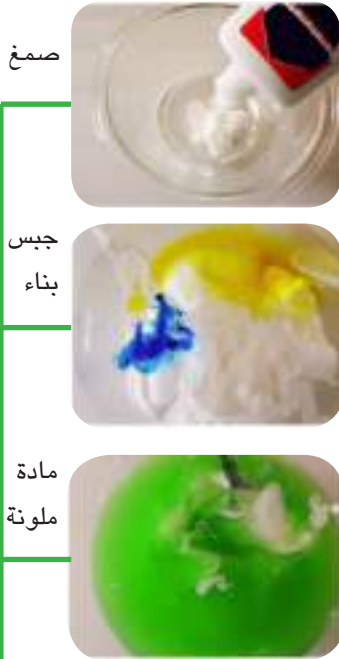 صمغ
جبس
بناء
مادة
ملونة